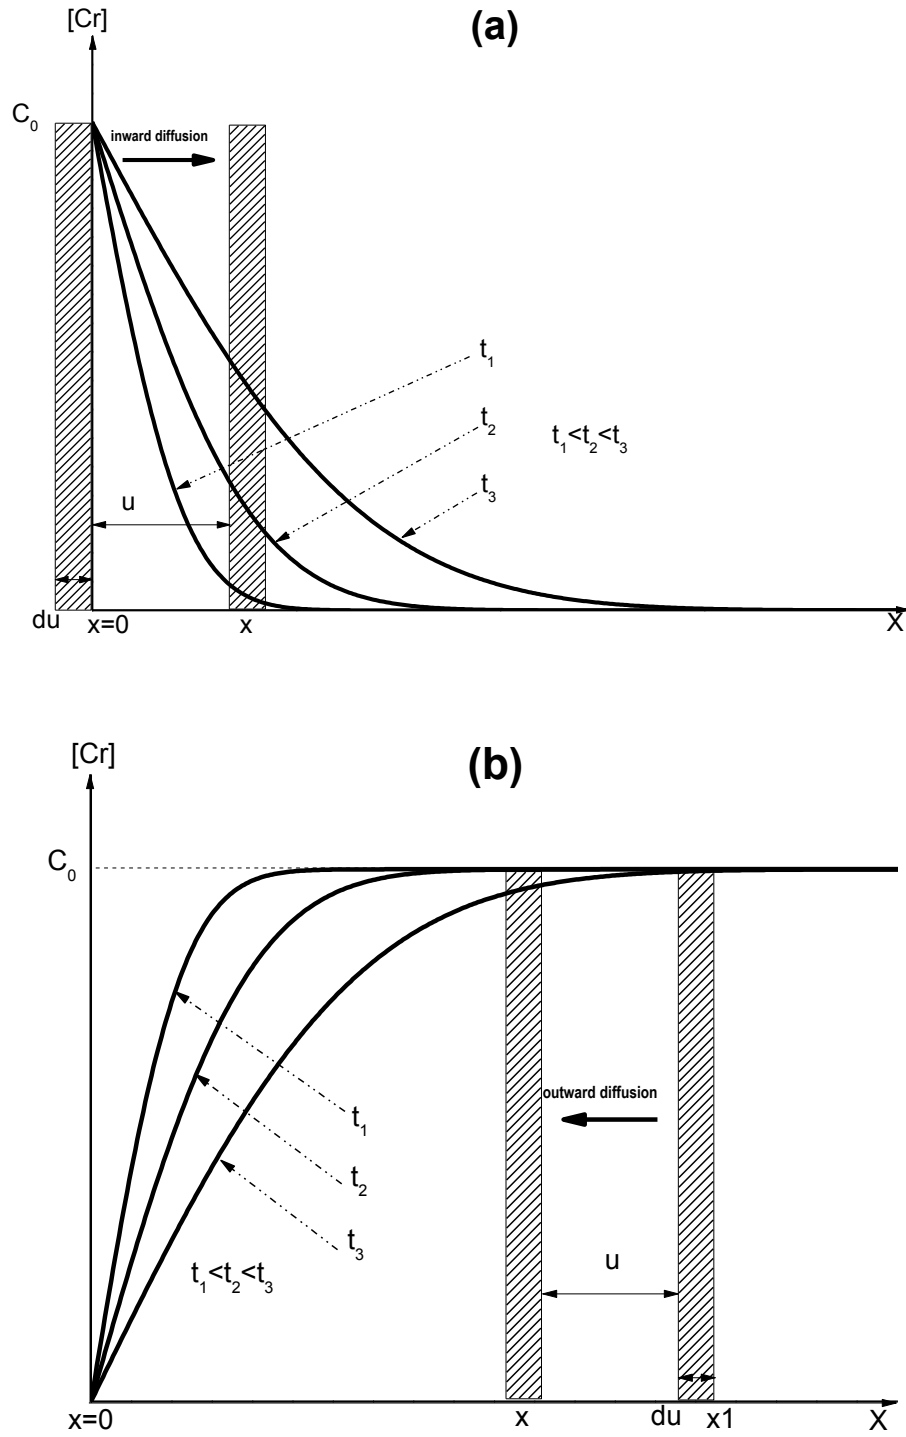 [Cr]
(a)
C0
inward diffusion
t1
t2
t1<t2<t3
t3
u
du
x=0
x
X
[Cr]
(b)
C0
outward diffusion
t1
t2
t3
u
t1<t2<t3
x=0
x
du
x1
X